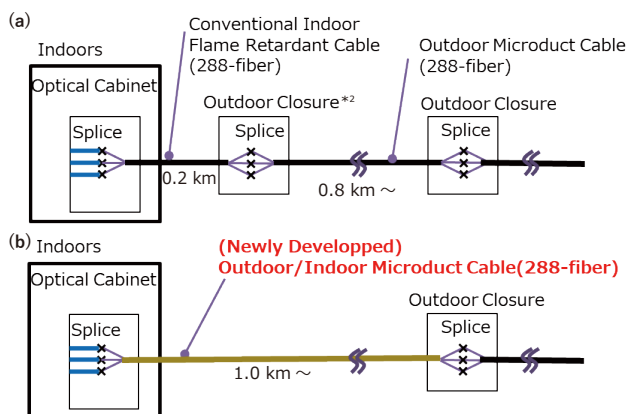 (a)
Conventional Indoor
Flame Retardant Cable
(288-fiber)
Outdoor Microduct Cable
(288-fiber)
Indoors
Optical Cabinet
Outdoor Closure*2
Outdoor Closure
Splice
Splice
Splice
0.2 km
0.8 km ～
(b)
Indoors
(Newly Developped)
Outdoor/Indoor Microduct Cable(288-fiber)
Optical Cabinet
Outdoor Closure
Splice
Splice
1.0 km ～